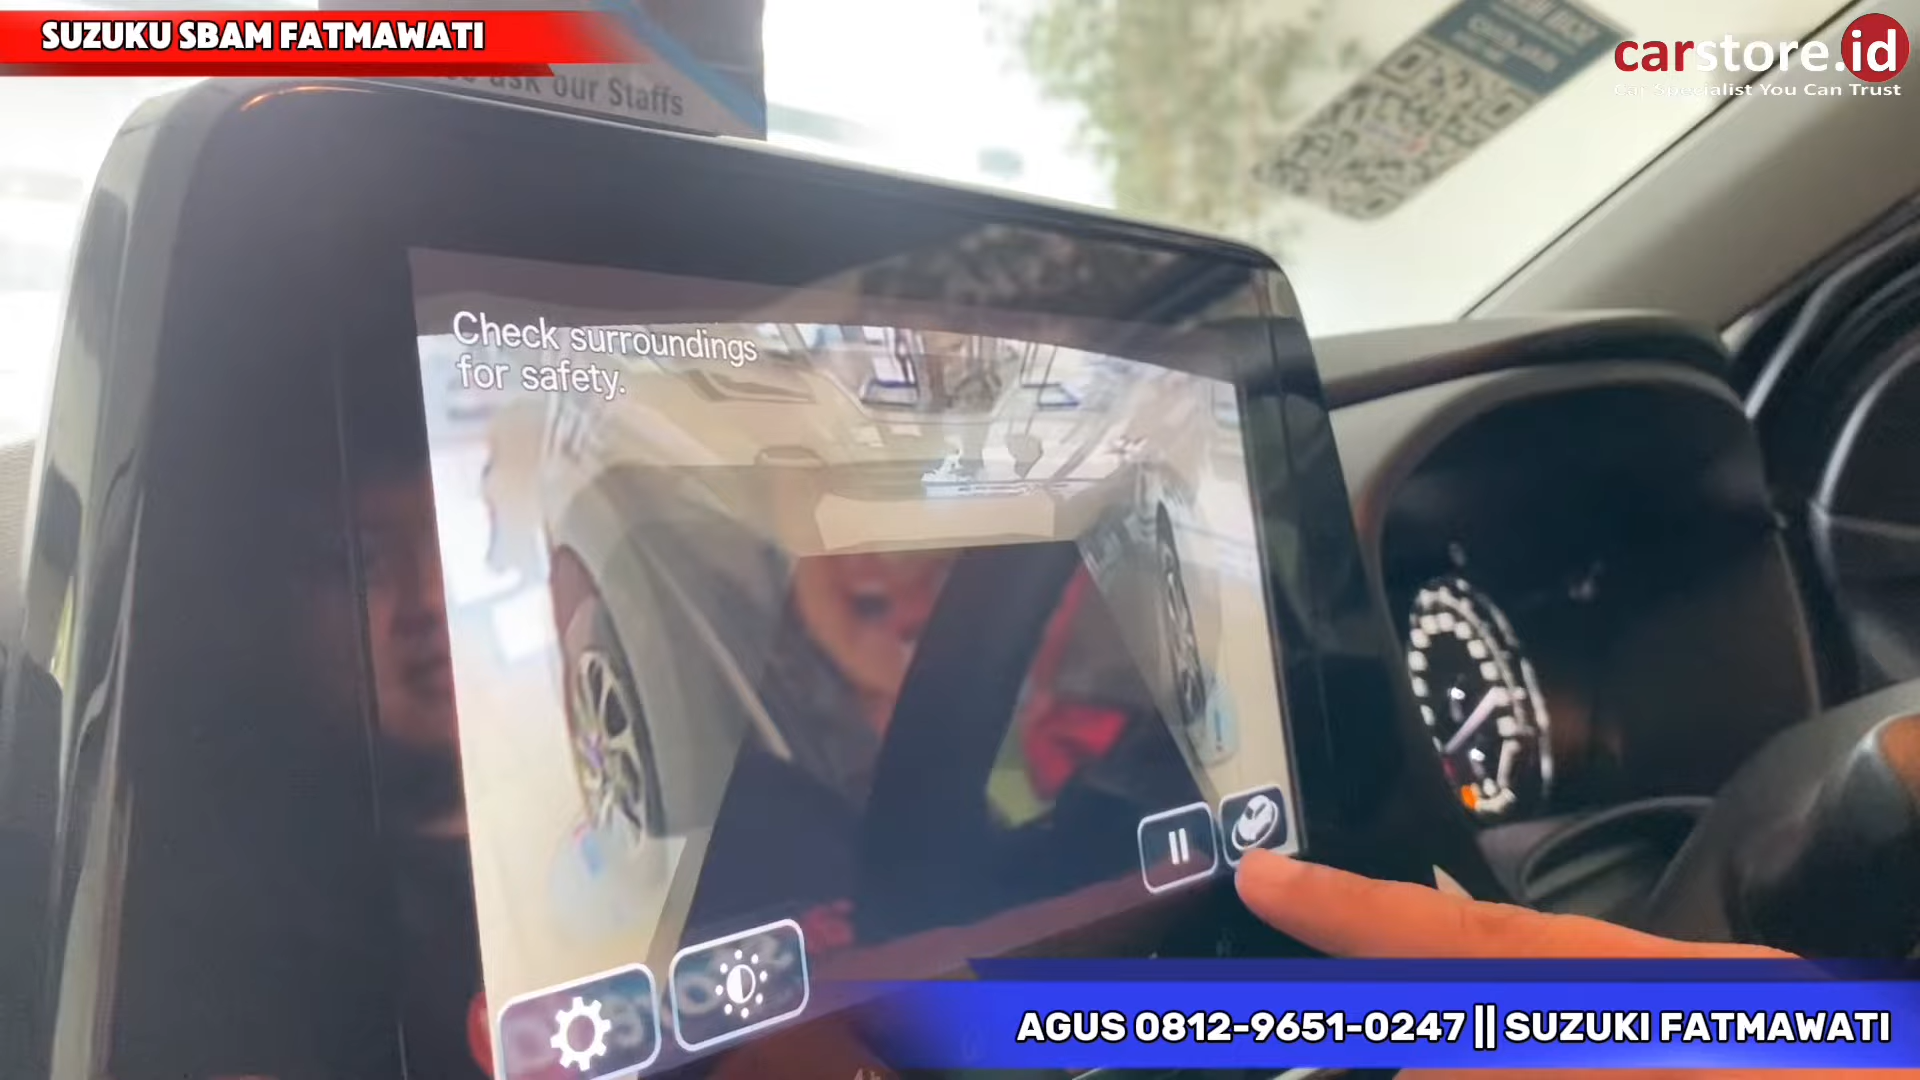 SUZUKU SBAM FATMAWATI
carstore.id
Car Specialist You Can Trust
ask our Staffs
Check surroundings
for safety.
AGUS 0812-9651-0247 || SUZUKI FATMAWATI